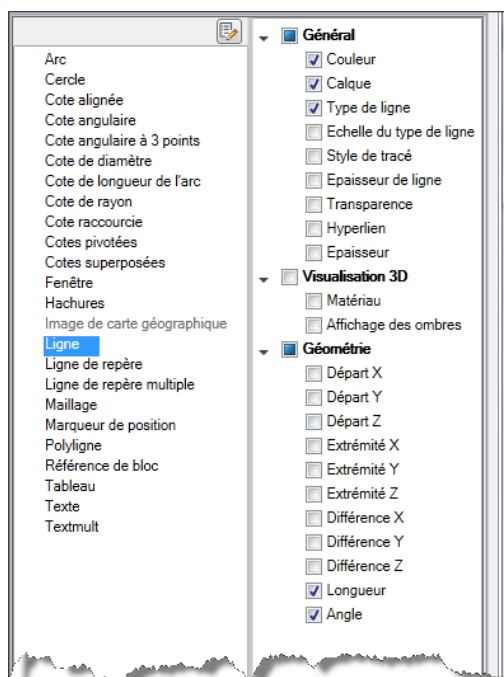 Arc
Cercle
Cote alignée
Cote angulaire
Cote angulaire à 3 points
Cote de diamètre
Cote de longueur de l'arc
Cote de rayon
Cote raccourcie
Cotes pivotées
Cotes superposées
Fenêtre
Hachures
Image de carte géographique
Ligne
Ligne de repère
Ligne de repère multiple
Maillage
Marqueur de position
Polyligne
Référence de bloc
Tableau
Texte
Textmult
Général
Couleur
Calque
Type de ligne
Echelle du type de ligne
Style de tracé
Epaisseur de ligne
Transparence
Hyperlien
Epaisseur
Visualisation 3D
Matériau
Affichage des ombres
Géométrie
Départ X
Départ Y
Départ Z
Extrémité X
Extrémité Y
Extrémité Z
Différence X
Différence Y
Différence Z
Longueur
Angle